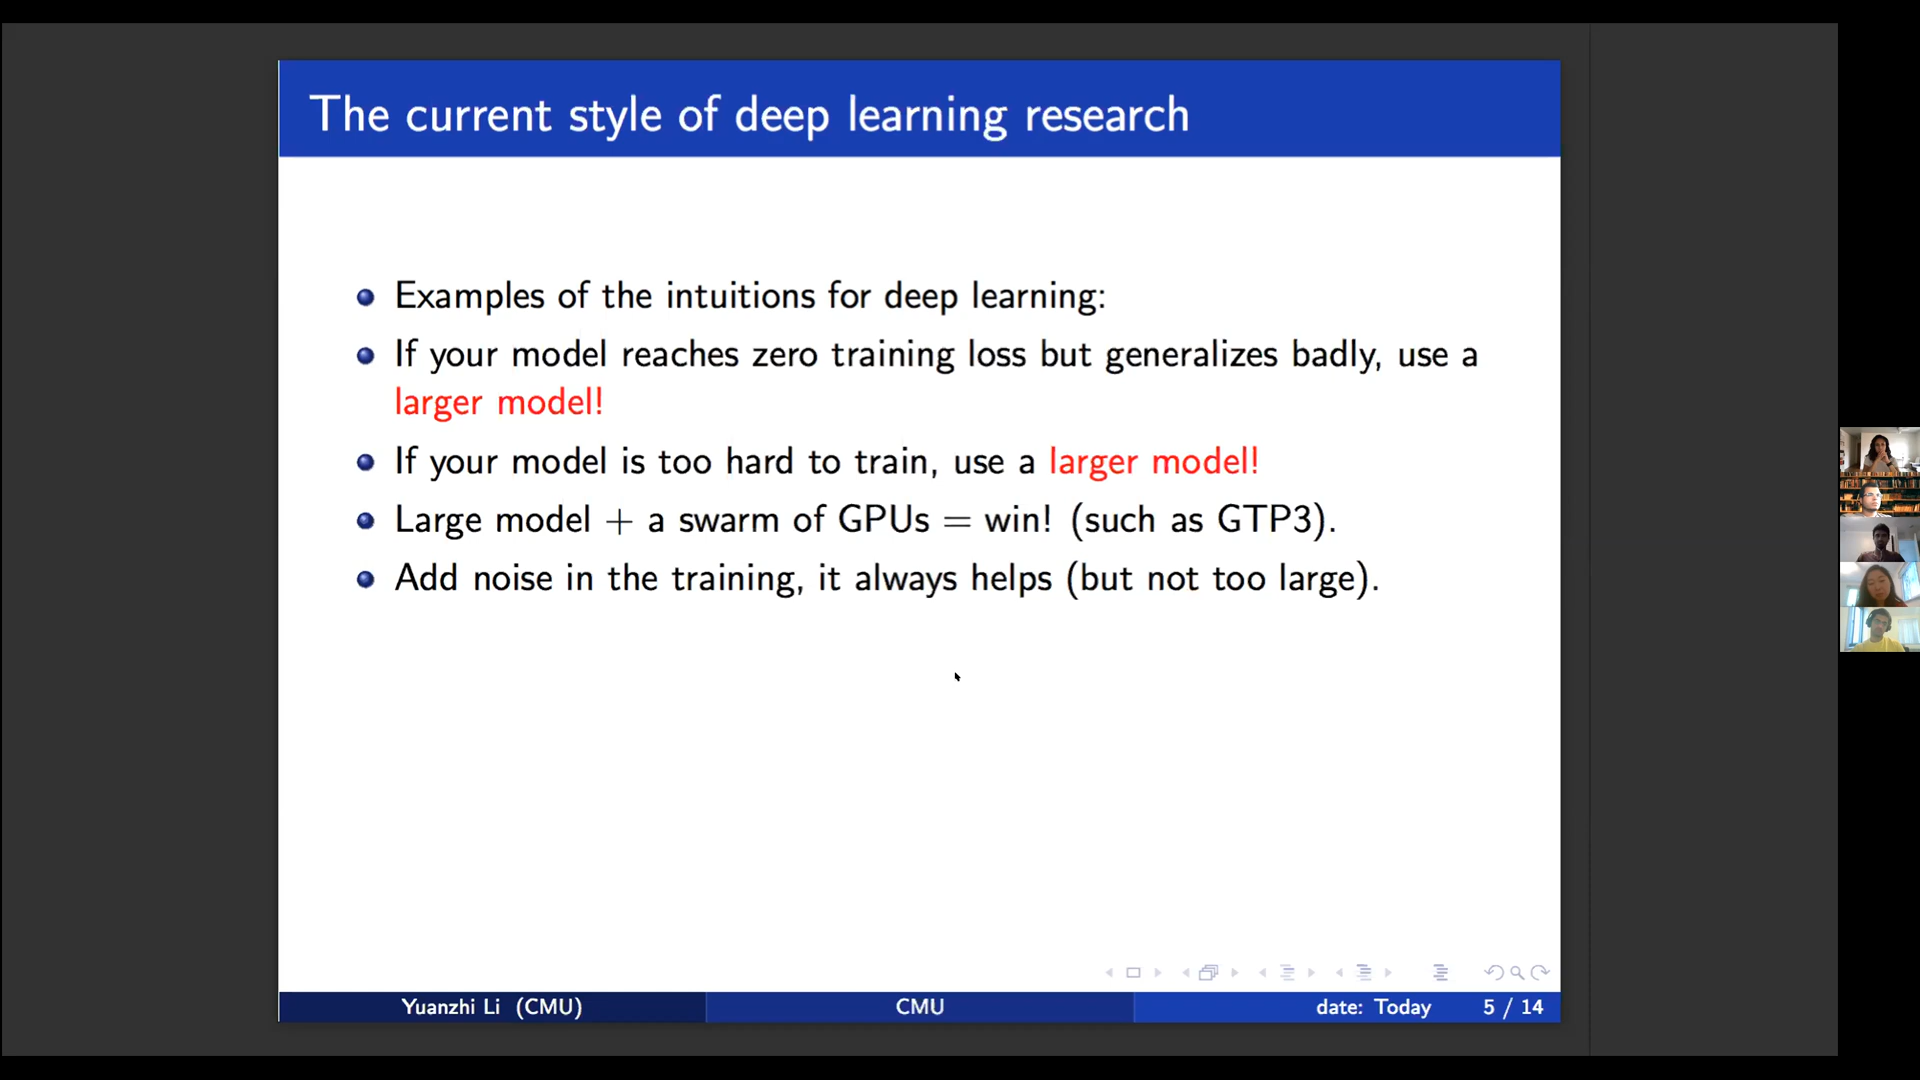 The current style of deep learning research
Examples of the intuitions for deep learning:
If your model reaches zero training loss but generalizes badly, use a
larger model!
If your model is too hard to train, use a larger model!
Large model + a swarm of GPUs = win! (such as GTP3).
Add noise in the training, it always helps (but not too large).
Yuanzhi Li (CMU) CMU date: Today 5 / 14